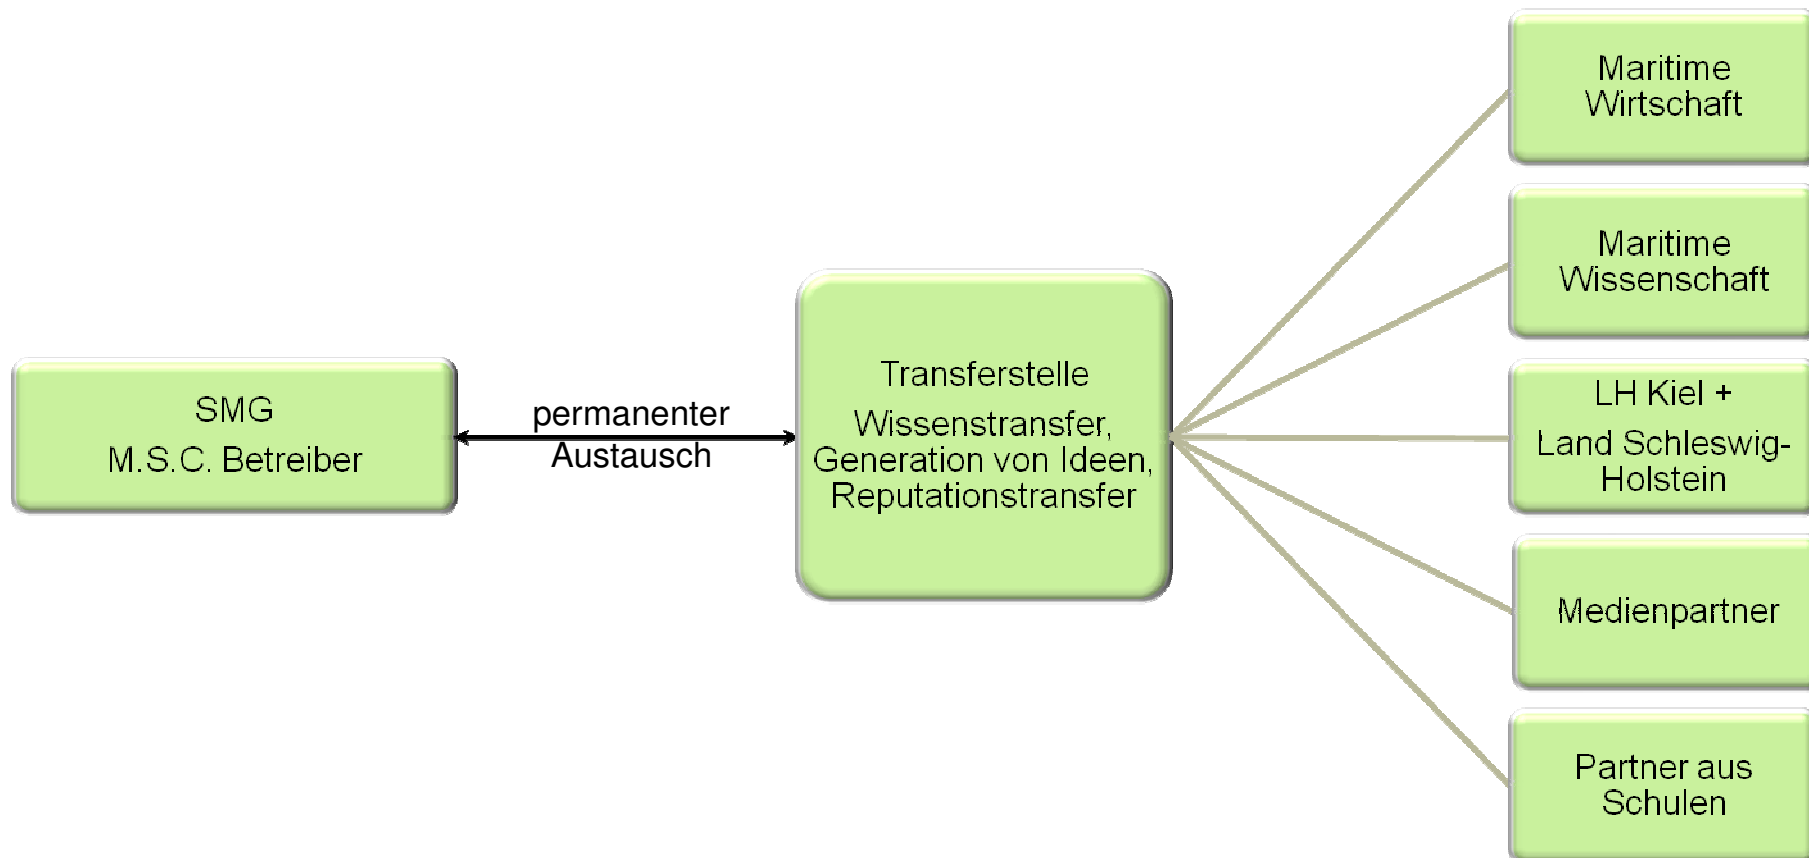 SMG
M.S.C. Betreiber
permanenter
Austausch
Transferstelle
Wissenstransfer,
Generation von Ideen,
Reputationstransfer
Maritime
Wirtschaft
Maritime
Wissenschaft
LH Kiel +
Land Schleswig-
Holstein
Medienpartner
Partner aus
Schulen